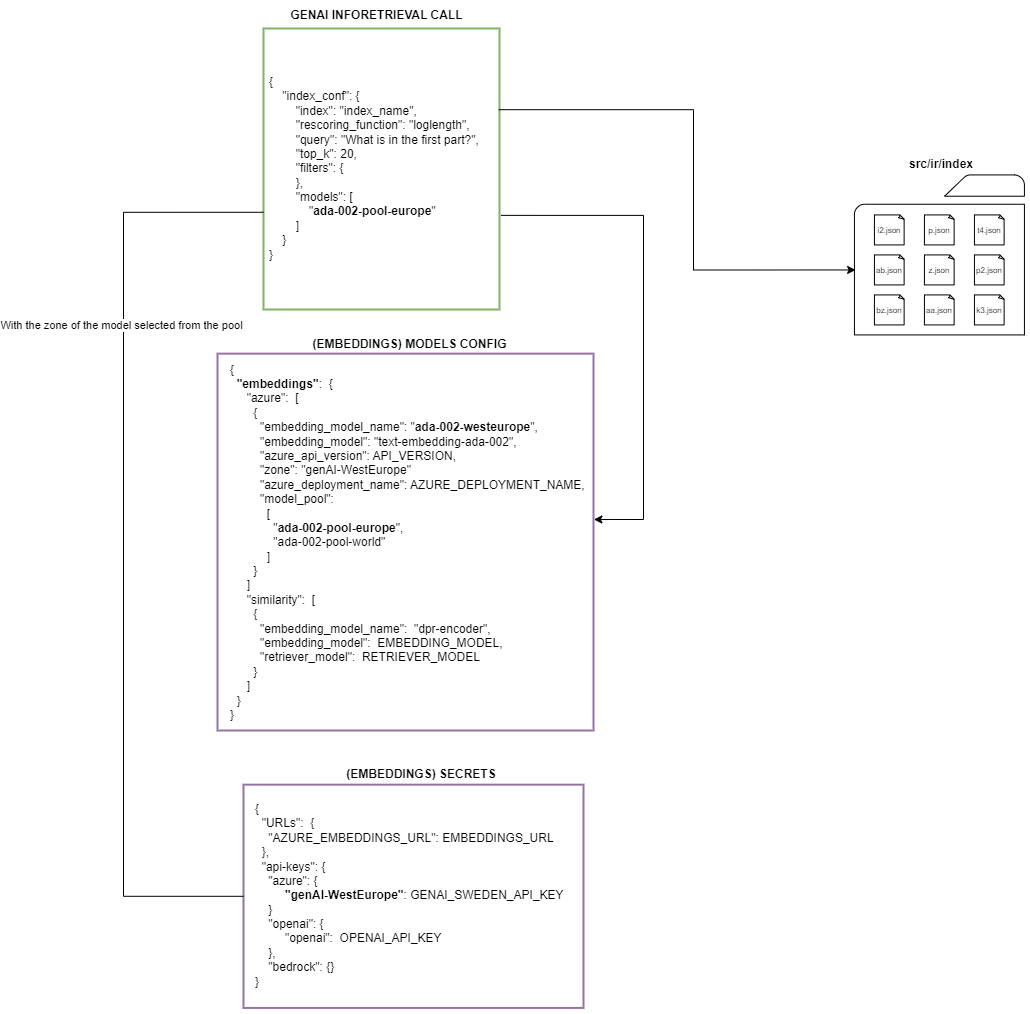 GENAI INFORETRIEVAL CALL
{
"index_conf": {
"index": "index_name",
"rescoring_function": "loglength",
"query": "What is in the first part?",
"top_k": 20,
"filters": {
},
"models": [
"ada-002-pool-europe"
]
}
}
src/ir/index
i2.json
p.json
t4.json
ab.json
z.json
p2.json
bz.json
aa.json
k3.json
With the zone of the model selected from the pool
(EMBEDDINGS) MODELS CONFIG
{
"embeddings": {
"azure": [
{
"embedding_model_name": "ada-002-westeurope",
"embedding_model": "text-embedding-ada-002",
"azure_api_version": API_VERSION,
"zone": "genAI-WestEurope"
"azure_deployment_name": AZURE_DEPLOYMENT_NAME,
"model_pool":
[
"ada-002-pool-europe",
"ada-002-pool-world"
]
}
]
"similarity": [
{
"embedding_model_name": "dpr-encoder",
"embedding_model": EMBEDDING_MODEL,
"retriever_model": RETRIEVER_MODEL
}
]
}
}
(EMBEDDINGS) SECRETS
{
"URLs": {
"AZURE_EMBEDDINGS_URL": EMBEDDINGS_URL
},
"api-keys": {
"azure": {
"genAI-WestEurope": GENAI_SWEDEN_API_KEY
}
"openai": {
"openai": OPENAI_API_KEY
},
"bedrock": {}
}